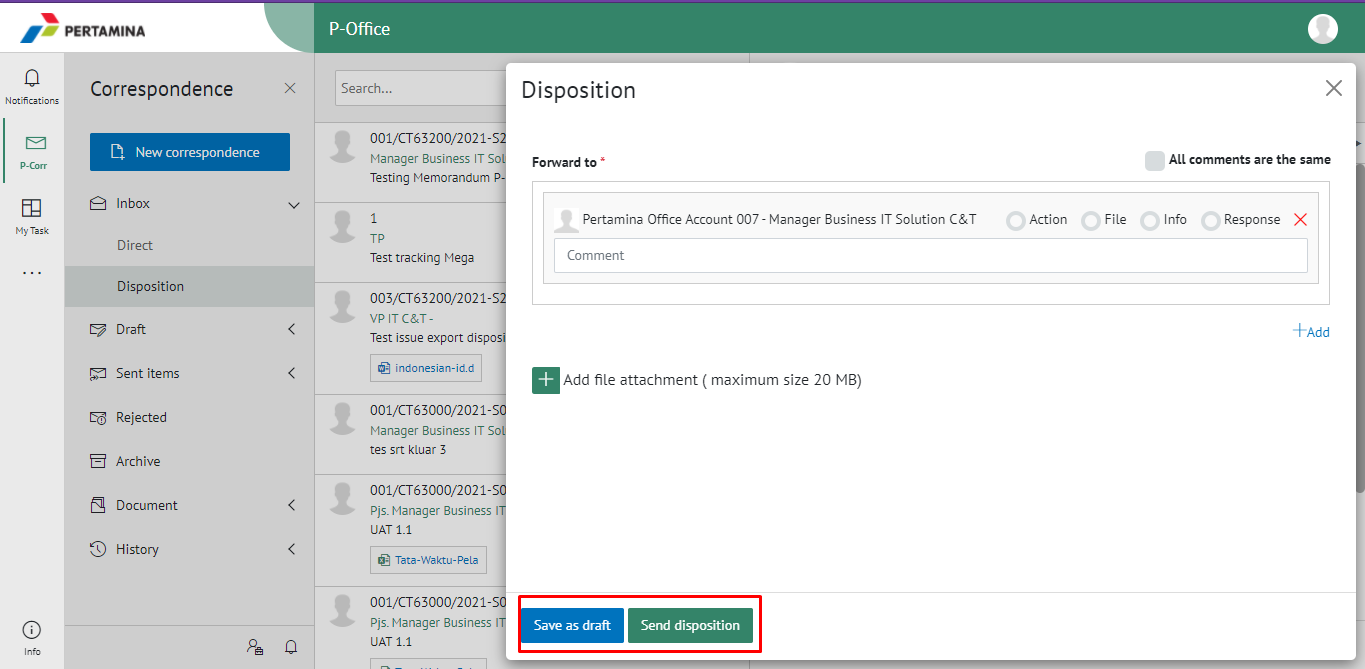 PERTAMINA
P-Office
Notifications
P-Corr
My Task
Info
Correspondence
New correspondence
Inbox
Direct
Disposition
Draft
Sent items
Rejected
Archive
Document
History
Search...
001/CT63200/2021-S2
Manager Business IT Sol
Testing Memorandum P-
1
TP
Test tracking Mega
003/CT63200/2021-S2
VP IT C&T -
Test issue export disposi
indonesian-id.d
001/CT63000/2021-S0
Manager Business IT Sol
tes srt kluar 3
001/CT63000/2021-S0
Pjs. Manager Business IT
UAT 1.1
Tata-Waktu-Pela
001/CT63000/2021-S0
Pjs. Manager Business IT
UAT 1.1
Disposition
Forward to *
All comments are the same
Pertamina Office Account 007 - Manager Business IT Solution C&T
Action File Info Response
Comment
Add
Add file attachment ( maximum size 20 MB)
Save as draft
Send disposition